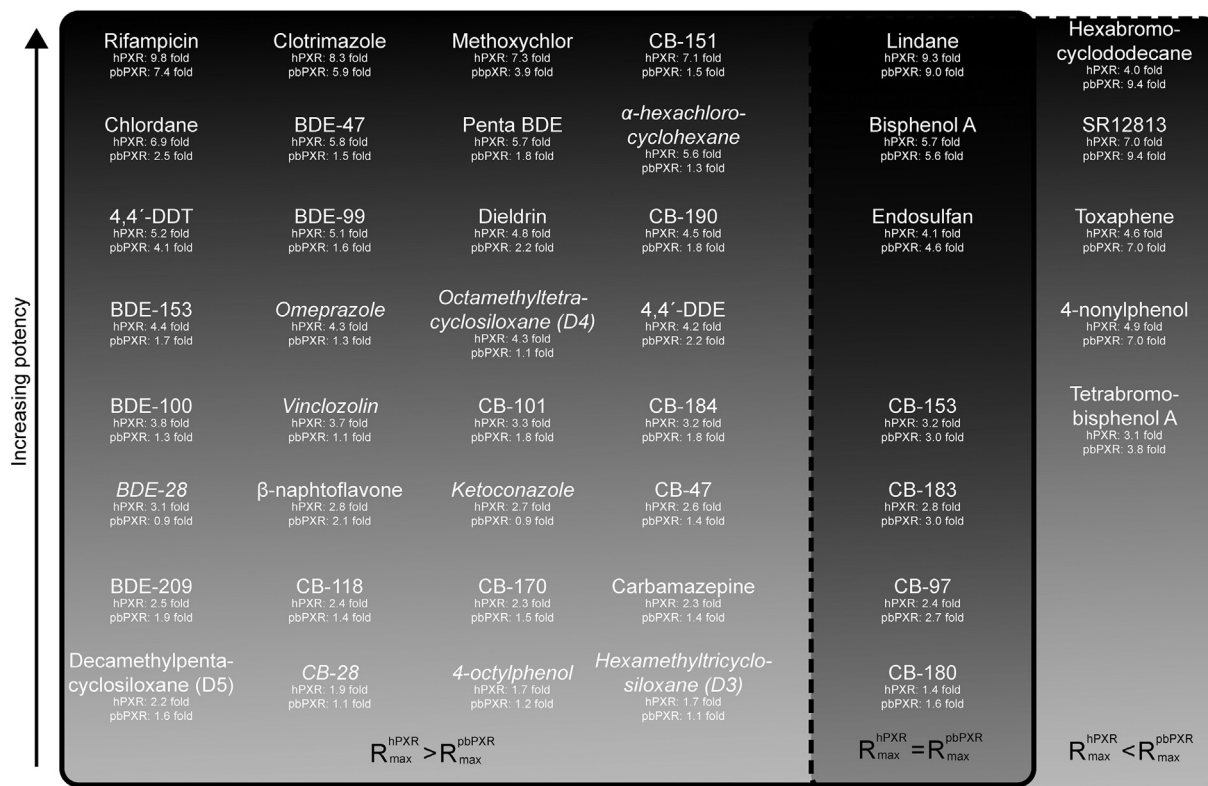 Increasing potency
Rifampicin
hPXR: 9.8 fold
pbPXR: 7.4 fold
Clotrimazole
hPXR: 8.3 fold
pbPXR: 5.9 fold
Methoxychlor
hPXR: 7.3 fold
pbpXR: 3.9 fold
CB-151
hPXR: 7.1 fold
pbPXR: 1.5 fold
Lindane
hPXR: 9.3 fold
pbPXR: 9.0 fold
Hexabromo-
cyclododecane
hPXR: 4.0 fold
pbPXR: 9.4 fold
Chlordane
hPXR: 6.9 fold
pbPXR: 2.5 fold
BDE-47
hPXR: 5.8 fold
pbPXR: 1.5 fold
Penta BDE
hPXR: 5.7 fold
pbPXR: 1.8 fold
α-hexachloro-
cyclohexane
hPXR: 5.6 fold
pbPXR: 1.3 fold
Bisphenol A
hPXR: 5.7 fold
pbPXR: 5.6 fold
SR12813
hPXR: 7.0 fold
pbPXR: 9.4 fold
4,4´-DDT
hPXR: 5.2 fold
pbPXR: 4.1 fold
BDE-99
hPXR: 5.1 fold
pbPXR: 1.6 fold
Dieldrin
hPXR: 4.8 fold
pbPXR: 2.2 fold
CB-190
hPXR: 4.5 fold
pbPXR: 1.8 fold
Endosulfan
hPXR: 4.1 fold
pbPXR: 4.6 fold
Toxaphene
hPXR: 4.6 fold
pbPXR: 7.0 fold
BDE-153
hPXR: 4.4 fold
pbPXR: 1.7 fold
Omeprazole
hPXR: 4.3 fold
pbPXR: 1.3 fold
Octamethyltetra-
cyclosiloxane (D4)
hPXR: 4.3 fold
pbPXR: 1.1 fold
4,4´-DDE
hPXR: 4.2 fold
pbPXR: 2.2 fold
4-nonylphenol
hPXR: 4.9 fold
pbPXR: 7.0 fold
BDE-100
hPXR: 3.8 fold
pbPXR: 1.3 fold
Vinclozolin
hPXR: 3.7 fold
pbPXR: 1.1 fold
CB-101
hPXR: 3.3 fold
pbPXR: 1.8 fold
CB-184
hPXR: 3.2 fold
pbPXR: 1.8 fold
CB-153
hPXR: 3.2 fold
pbPXR: 3.0 fold
Tetrabromo-
bisphenol A
hPXR: 3.1 fold
pbPXR: 3.8 fold
BDE-28
hPXR: 3.1 fold
pbPXR: 0.9 fold
β-naphtoflavone
hPXR: 2.8 fold
pbPXR: 2.1 fold
Ketoconazole
hPXR: 2.7 fold
pbPXR: 0.9 fold
CB-47
hPXR: 2.6 fold
pbPXR: 1.4 fold
CB-183
hPXR: 2.8 fold
pbPXR: 3.0 fold
BDE-209
hPXR: 2.5 fold
pbPXR: 1.9 fold
CB-118
hPXR: 2.4 fold
pbPXR: 1.4 fold
CB-170
hPXR: 2.3 fold
pbPXR: 1.5 fold
Carbamazepine
hPXR: 2.3 fold
pbPXR: 1.4 fold
CB-97
hPXR: 2.4 fold
pbPXR: 2.7 fold
Decamethylpenta-
cyclosiloxane (D5)
hPXR: 2.2 fold
pbPXR: 1.6 fold
CB-28
hPXR: 1.9 fold
pbPXR: 1.1 fold
4-octylphenol
hPXR: 1.7 fold
pbPXR: 1.2 fold
Hexamethyltricyclo-
siloxane (D3)
hPXR: 1.7 fold
pbPXR: 1.1 fold
CB-180
hPXR: 1.4 fold
pbPXR: 1.6 fold
R max hPXR > R max pbPXR
R max hPXR = R max pbPXR
R max hPXR < R max pbPXR